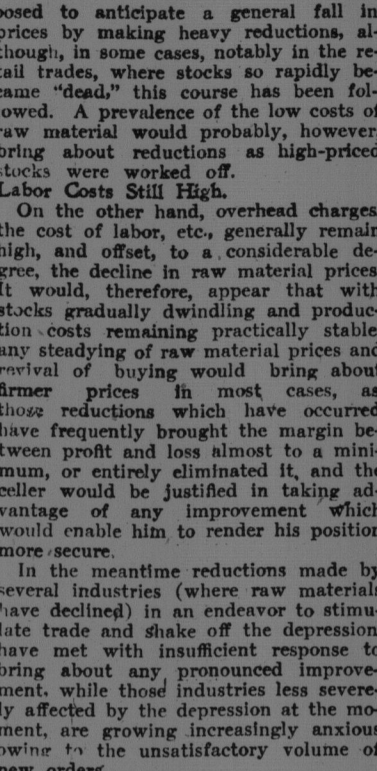 posed to anticipate a general fall in
prices by making heavy reductions, al-
though, in some cases, notably in the re-
tail trades, where stocks so rapidly be-
came "dead," this course has been fol-
lowed. A prevalence of the low costs of
raw material would probably, however,
bring about reductions as high-priced
stocks were worked off.
Labor Costs Still High.
On the other hand, overhead charges,
the cost of labor, etc., generally remain
high, and offset, to a considerable de-
gree, the decline in raw material prices.
It would, therefore, appear that with
stocks gradually dwindling and produc-
tion costs remaining practically stable
any steadying of raw material prices and
revival of buying would bring about
firmer prices in most cases, as
those reductions which have occurred
have frequently brought the margin be-
tween profit and loss almost to a mini-
mum, or entirely eliminated it, and the
seller would be justified in taking ad-
vantage of any improvement which
would enable him to render his position
more secure.
In the meantime reductions made by
several industries (where raw materials
have declined) in an endeavor to stimu-
late trade and shake off the depression
have met with insufficient response to
bring about any pronounced improve-
ment, while those industries less severe-
ly affected by the depression at the mo-
ment, are growing increasingly anxious
owing to the unsatisfactory volume of
new orders